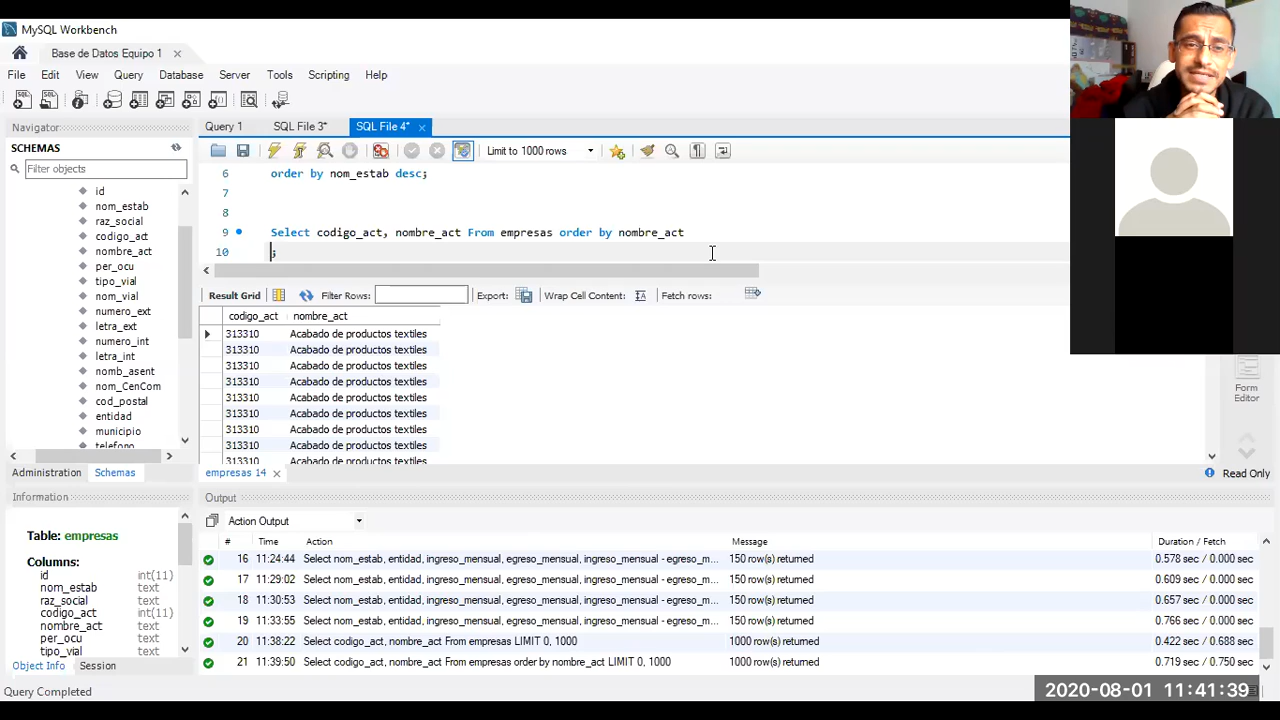 MySQL Workbench
Base de Datos Equipo 1
File Edit View Query Database Server Tools Scripting Help
Navigator
SCHEMAS
Filter objects
id
nom_estab
raz_social
codigo_act
nombre_act
per_ocu
tipo_vial
nom_vial
numero_ext
letra_ext
numero_int
letra_int
nomb_asent
nom_CenCom
cod_postal
entidad
municipio
telefono
Administration Schemas
Information
Table: empresas
Columns:
id int(11)
nom_estab text
raz_social text
codigo_act int(11)
nombre_act text
per_ocu text
tipo_vial text
Object Info Session
Query Completed
Query 1 SQL File 3* SQL File 4*
Limit to 1000 rows
6 order by nom_estab desc;
7
8
9 Select codigo_act, nombre_act From empresas order by nombre_act
10 ;
Result Grid Filter Rows: Export: Wrap Cell Content: Fetch rows:
codigo_act nombre_act
313310 Acabado de productos textiles
313310 Acabado de productos textiles
313310 Acabado de productos textiles
313310 Acabado de productos textiles
313310 Acabado de productos textiles
313310 Acabado de productos textiles
313310 Acabado de productos textiles
313310 Acabado de productos textiles
313310 Acabado de productos textiles
Form
Editor
empresas 14
Read Only
Output
Action Output
# Time Action Message Duration / Fetch
16 11:24:44 Select nom_estab, entidad, ingreso_mensual, egreso_mensual, ingreso_mensual - egreso_m... 150 row(s) returned 0.578 sec / 0.000 sec
17 11:29:02 Select nom_estab, entidad, ingreso_mensual, egreso_mensual, ingreso_mensual - egreso_m... 150 row(s) returned 0.609 sec / 0.000 sec
18 11:30:53 Select nom_estab, entidad, ingreso_mensual, egreso_mensual, ingreso_mensual - egreso_m... 150 row(s) returned 0.657 sec / 0.000 sec
19 11:33:55 Select nom_estab, entidad, ingreso_mensual, egreso_mensual, ingreso_mensual - egreso_m... 150 row(s) returned 0.766 sec / 0.000 sec
20 11:38:22 Select codigo_act, nombre_act From empresas LIMIT 0, 1000 1000 row(s) returned 0.422 sec / 0.688 sec
21 11:39:50 Select codigo_act, nombre_act From empresas order by nombre_act LIMIT 0, 1000 1000 row(s) returned 0.719 sec / 0.750 sec
2020-08-01 11:41:39